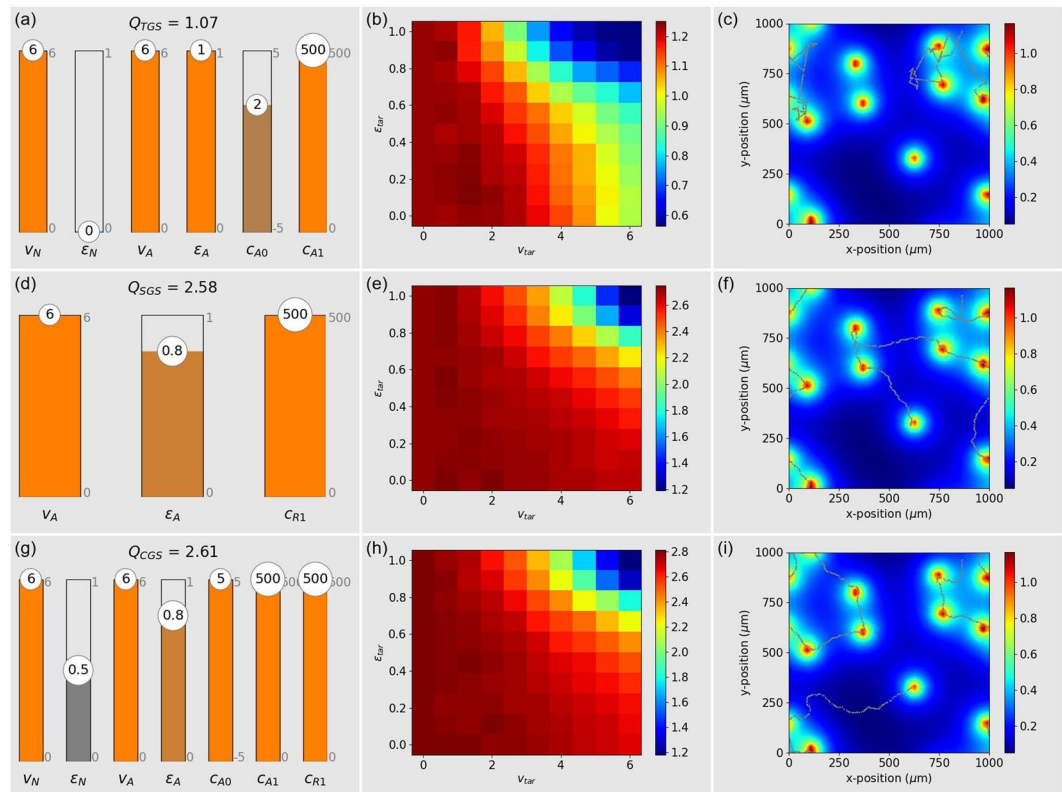 (a) Q_TGS = 1.07
6 6 0 1 0 6 6 0 1 1 0 2 5 -5 500 500 0
v_N ε_N v_A ε_A c_A0 c_A1
(b)
1.0 0.8 0.6 0.4 0.2 0.0
ε_tar
0 2 4 6
v_tar
1.2 1.1 1.0 0.9 0.8 0.7 0.6
(c)
1000 750 500 250 0
y-position (μm)
0 250 500 750 1000
x-position (μm)
1.0 0.8 0.6 0.4 0.2
(d) Q_SGS = 2.58
6 6 0 0.8 1 0 500 500 0
v_A ε_A c_R1
(e)
1.0 0.8 0.6 0.4 0.2 0.0
ε_tar
0 2 4 6
v_tar
2.6 2.4 2.2 2.0 1.8 1.6 1.4 1.2
(f)
1000 750 500 250 0
y-position (μm)
0 250 500 750 1000
x-position (μm)
1.0 0.8 0.6 0.4 0.2
(g) Q_CGS = 2.61
6 6 0 0.5 1 0 6 6 0 0.8 1 0 5 5 -5 500 0 500 500 0
v_N ε_N v_A ε_A c_A0 c_A1 c_R1
(h)
1.0 0.8 0.6 0.4 0.2 0.0
ε_tar
0 2 4 6
v_tar
2.8 2.6 2.4 2.2 2.0 1.8 1.6 1.4 1.2
(i)
1000 750 500 250 0
y-position (μm)
0 250 500 750 1000
x-position (μm)
1.0 0.8 0.6 0.4 0.2